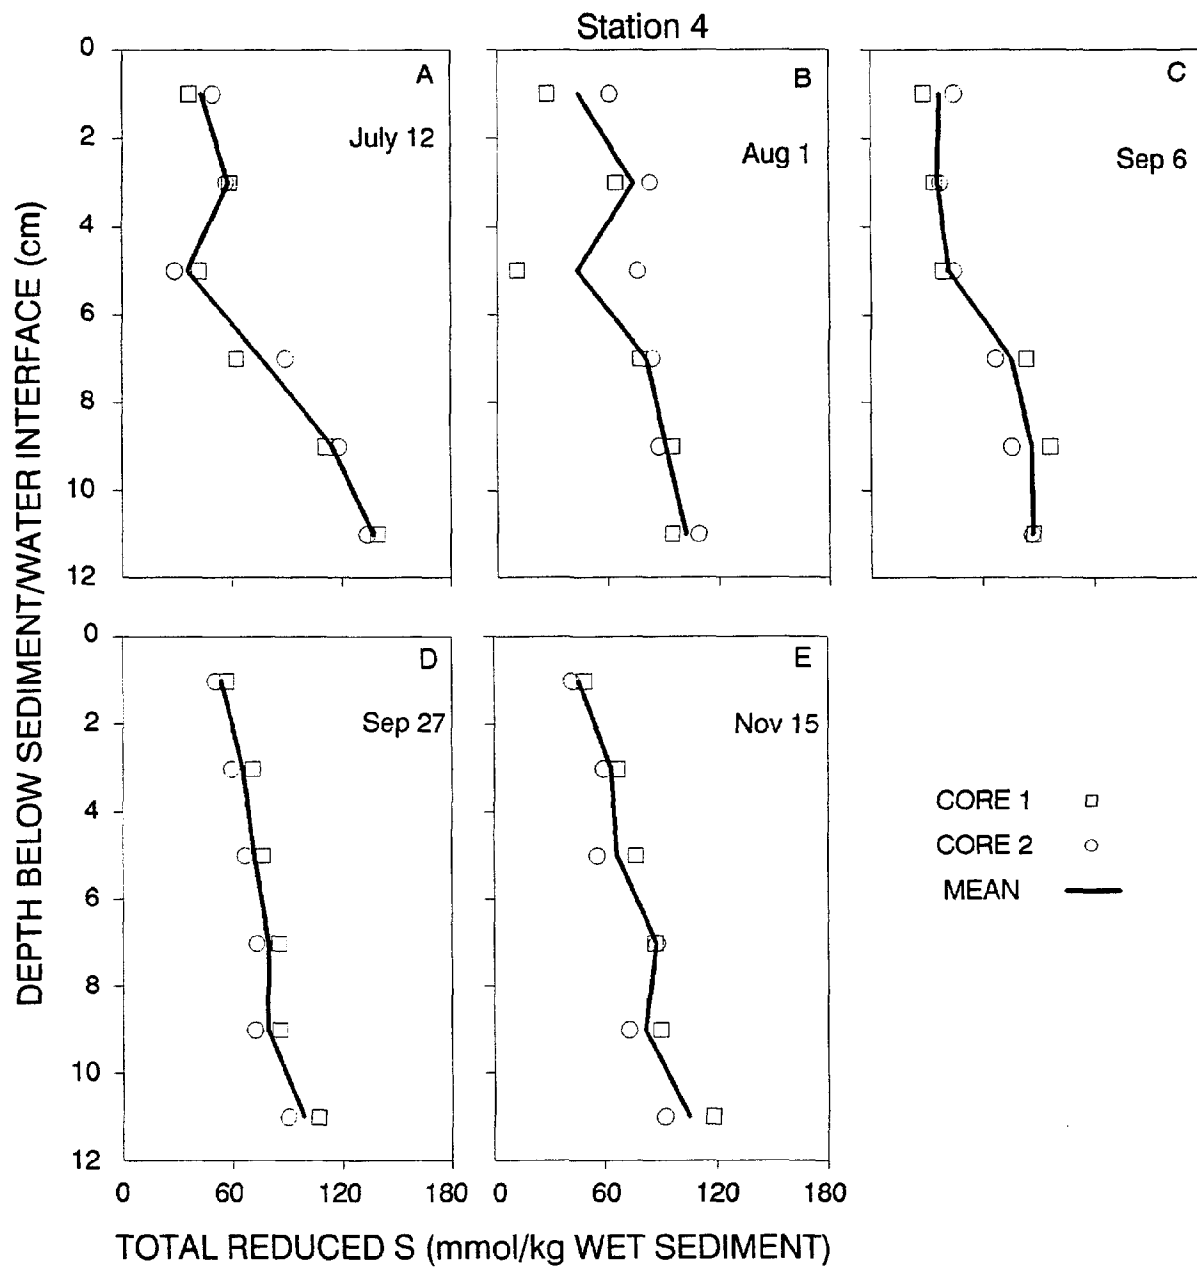 Station 4
DEPTH BELOW SEDIMENT/WATER INTERFACE (cm)
0
2
4
6
8
10
12
A
July 12
B
Aug 1
C
Sep 6
0
2
4
6
8
10
12
D
Sep 27
E
Nov 15
CORE 1
CORE 2
MEAN
0 60 120 180 0 60 120 180
TOTAL REDUCED S (mmol/kg WET SEDIMENT)